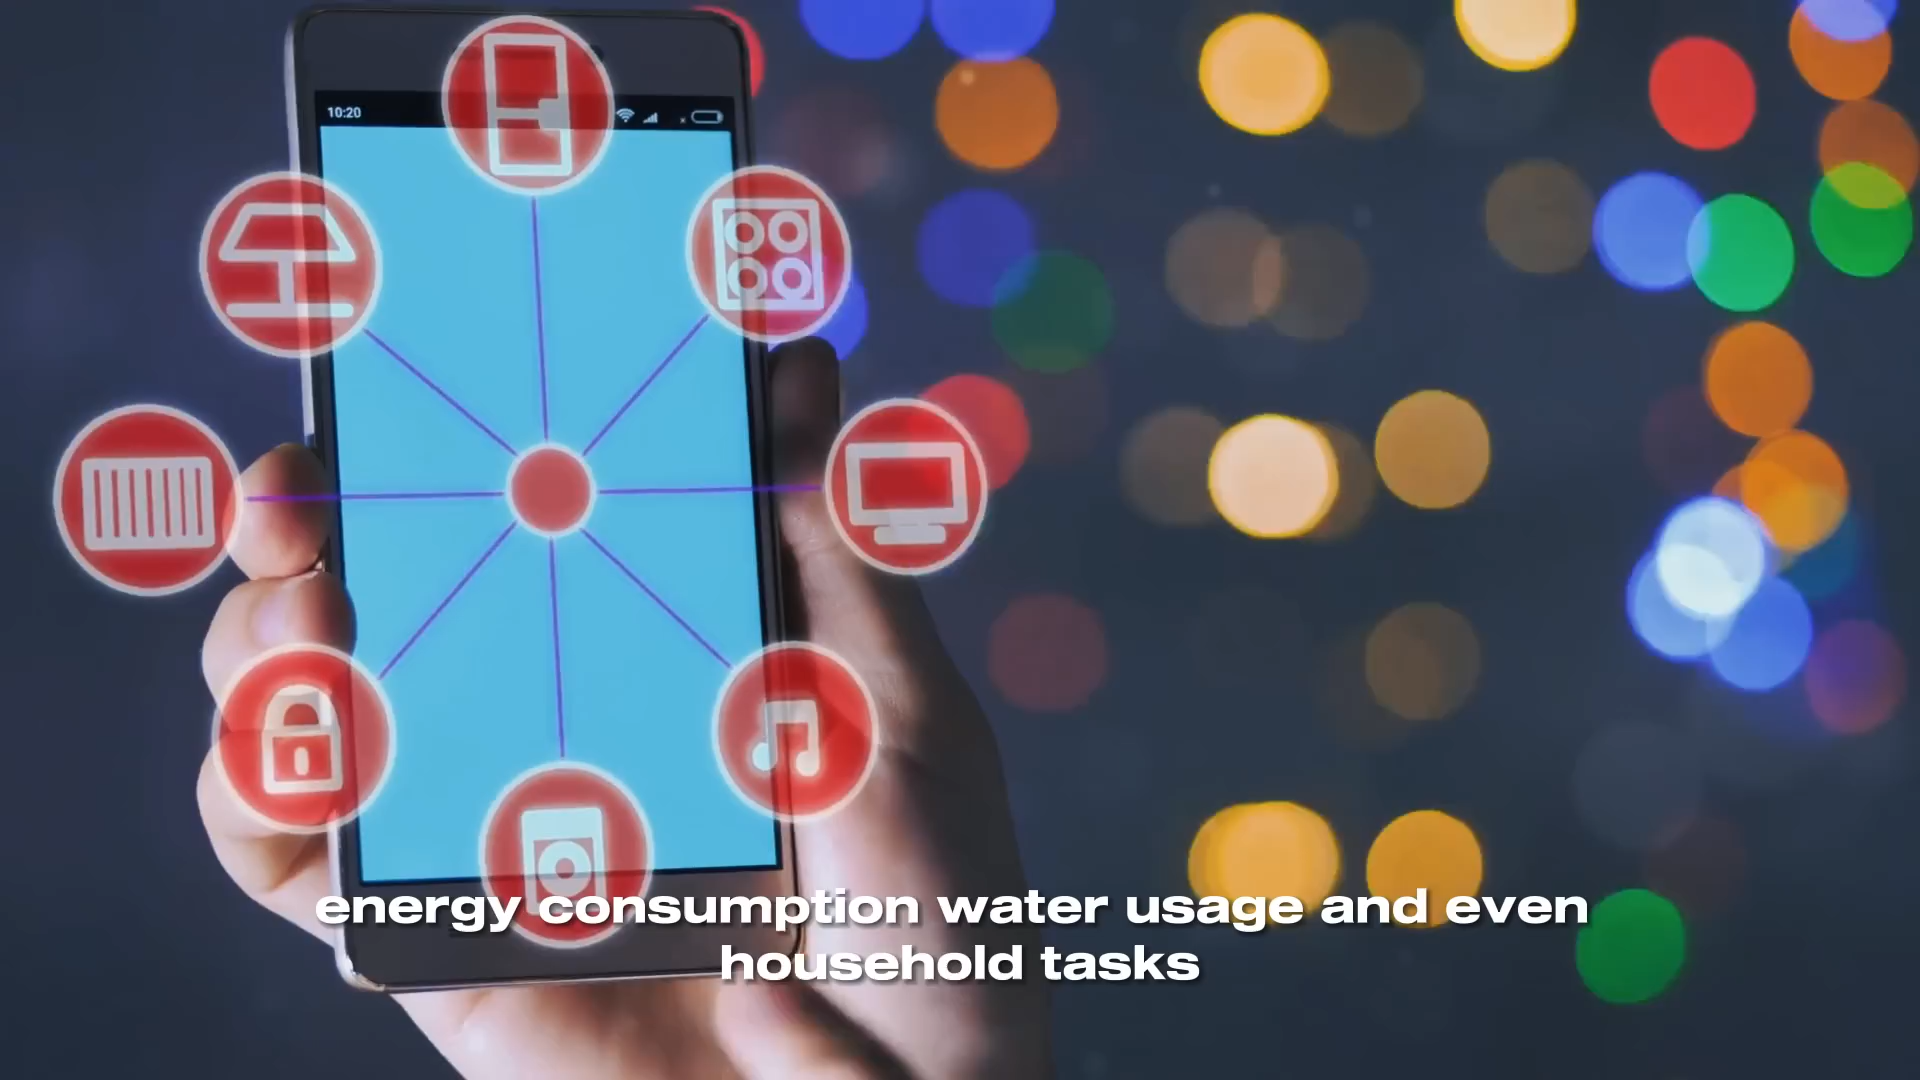 10:20
energy consumption water usage and even
household tasks